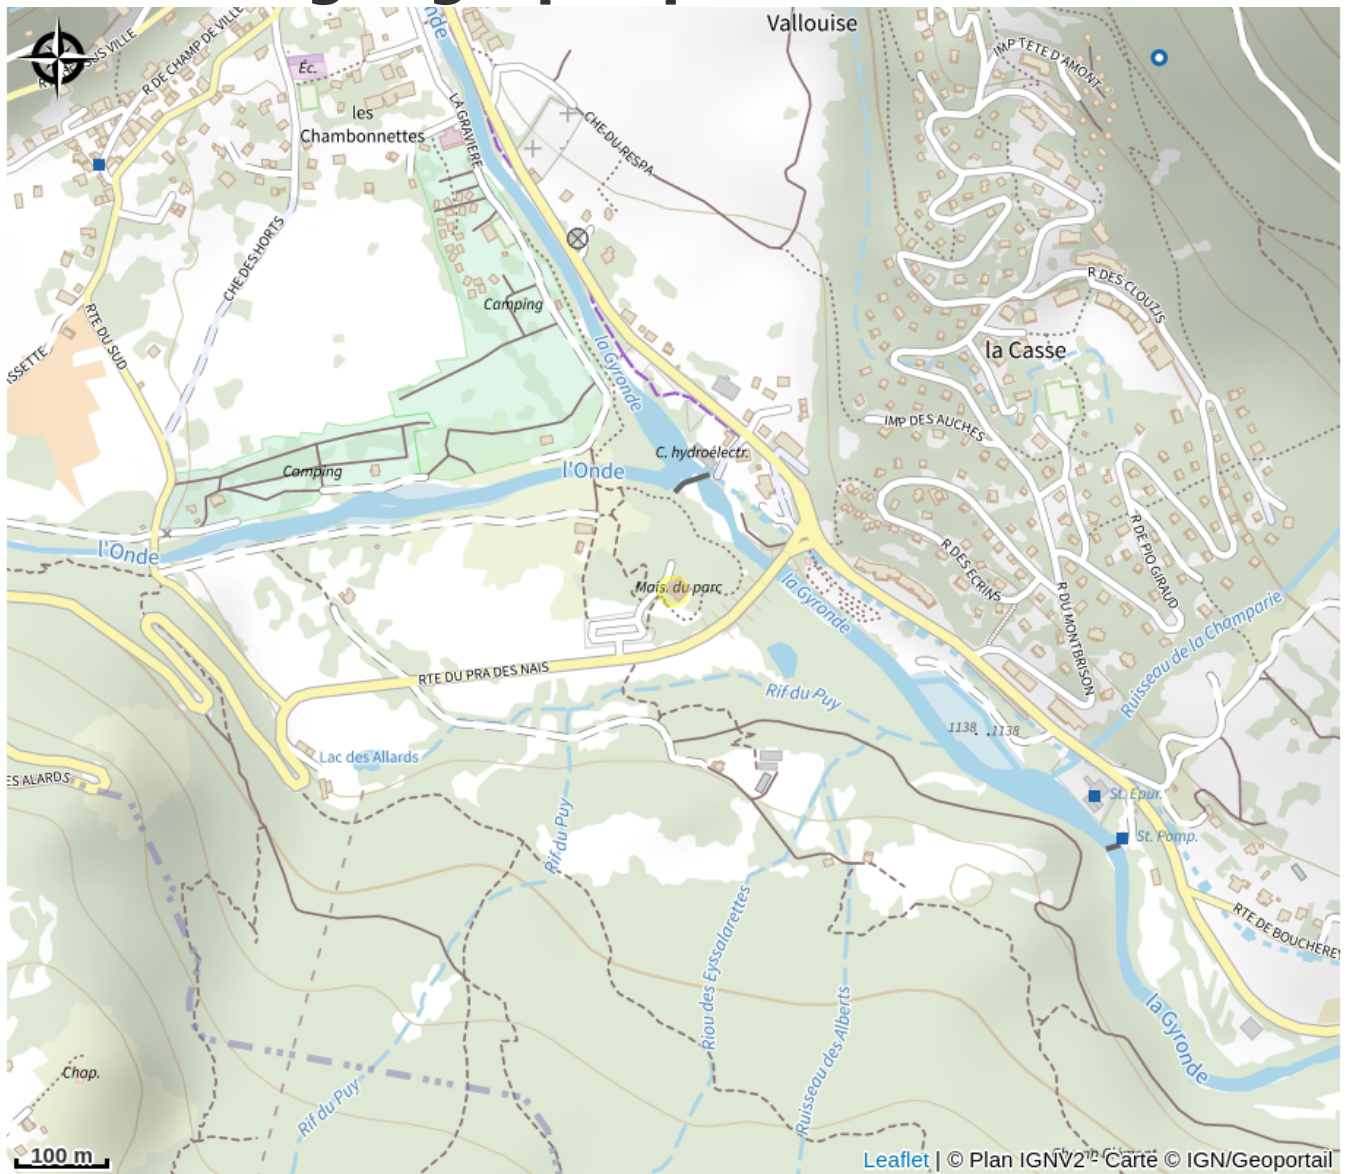 Vallouise
IMP TETE D'AMONT
R DE CHAMP DE VILLE
Éc.
les
Chambonnettes
LA GRAVIERE
CHE DU RESPA
CHE DES HORTS
Camping
R DES CLOUZIS
RTE DU SUD
la Gyronde
la Casse
ISSETTE
IMP DES AUCHES
C. hydroélectr.
Camping
l'Onde
l'Onde
R DES ECRINS
R DE PIO GIRAUD
Mais. du parc
la Gyronde
R DU MONTBRISON
Ruisseau de la Champarie
RTE DU PRA DES NAIS
Rif du Puy
1138
1138
Lac des Allards
ES ALARDS
St. Epur.
Rif du Puy
St. Pomp.
Riou des Eyssalarettes
RTE DE BOUCHEREY
Ruisseau des Alberts
la Gyronde
Chap.
Rif du Puy
100 m
Leaflet | © Plan IGNV2 - Carte © IGN/Geoportail